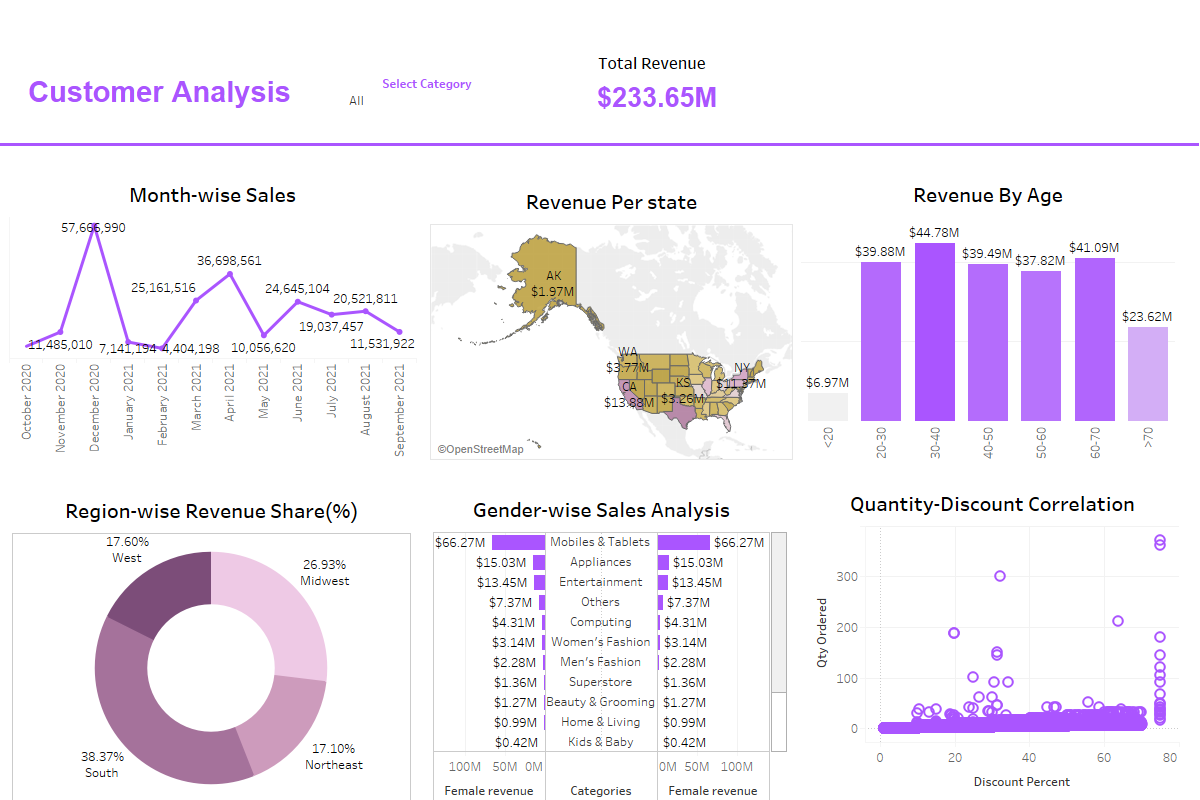 Customer Analysis
Select Category
All
Total Revenue
$233.65M
Month-wise Sales
57,666,990
36,698,561
25,161,516
24,645,104
20,521,811
19,037,457
11,485,010
7,141,194
4,404,198
10,056,620
11,531,922
October 2020
November 2020
December 2020
January 2021
February 2021
March 2021
April 2021
May 2021
June 2021
July 2021
August 2021
September 2021
Revenue Per state
AK
$1.97M
WA
$3.77M
CA
$13.88M
KS
$3.26M
NY
$11.37M
©OpenStreetMap
Revenue By Age
$6.97M
$39.88M
$44.78M
$39.49M
$37.82M
$41.09M
$23.62M
<20
20-30
30-40
40-50
50-60
60-70
>70
Region-wise Revenue Share(%)
17.60%
West
26.93%
Midwest
38.37%
South
17.10%
Northeast
Gender-wise Sales Analysis
$66.27M Mobiles & Tablets $66.27M
$15.03M Appliances $15.03M
$13.45M Entertainment $13.45M
$7.37M Others $7.37M
$4.31M Computing $4.31M
$3.14M Women's Fashion $3.14M
$2.28M Men's Fashion $2.28M
$1.36M Superstore $1.36M
$1.27M Beauty & Grooming $1.27M
$0.99M Home & Living $0.99M
$0.42M Kids & Baby $0.42M
100M 50M 0M 0M 50M 100M
Female revenue Categories Female revenue
Quantity-Discount Correlation
Qty Ordered
300
200
100
0
0 20 40 60 80
Discount Percent